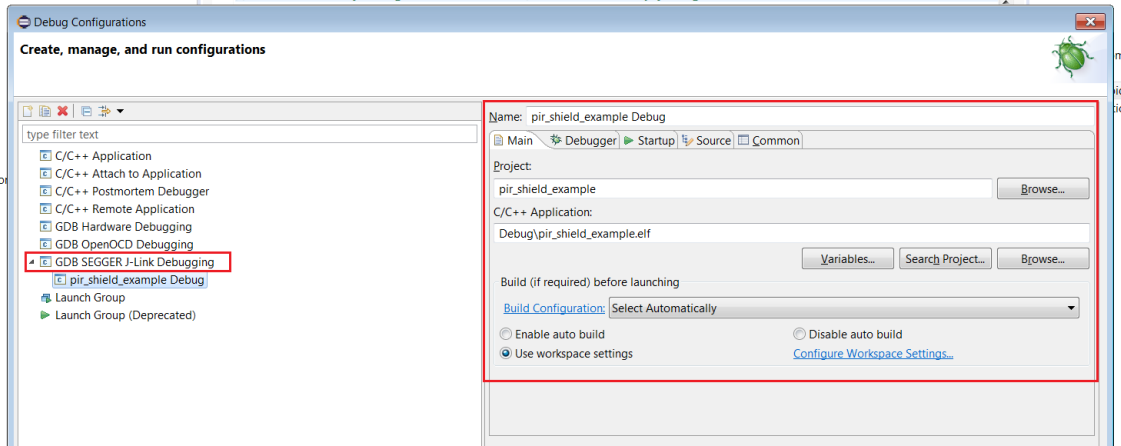 Debug Configurations
Create, manage, and run configurations
type filter text
C/C++ Application
C/C++ Attach to Application
C/C++ Postmortem Debugger
C/C++ Remote Application
GDB Hardware Debugging
GDB OpenOCD Debugging
GDB SEGGER J-Link Debugging
pir_shield_example Debug
Launch Group
Launch Group (Deprecated)
Name: pir_shield_example Debug
Main Debugger Startup Source Common
Project:
pir_shield_example Browse...
C/C++ Application:
Debug\pir_shield_example.elf
Variables... Search Project... Browse...
Build (if required) before launching
Build Configuration: Select Automatically
Enable auto build Disable auto build
Use workspace settings Configure Workspace Settings...